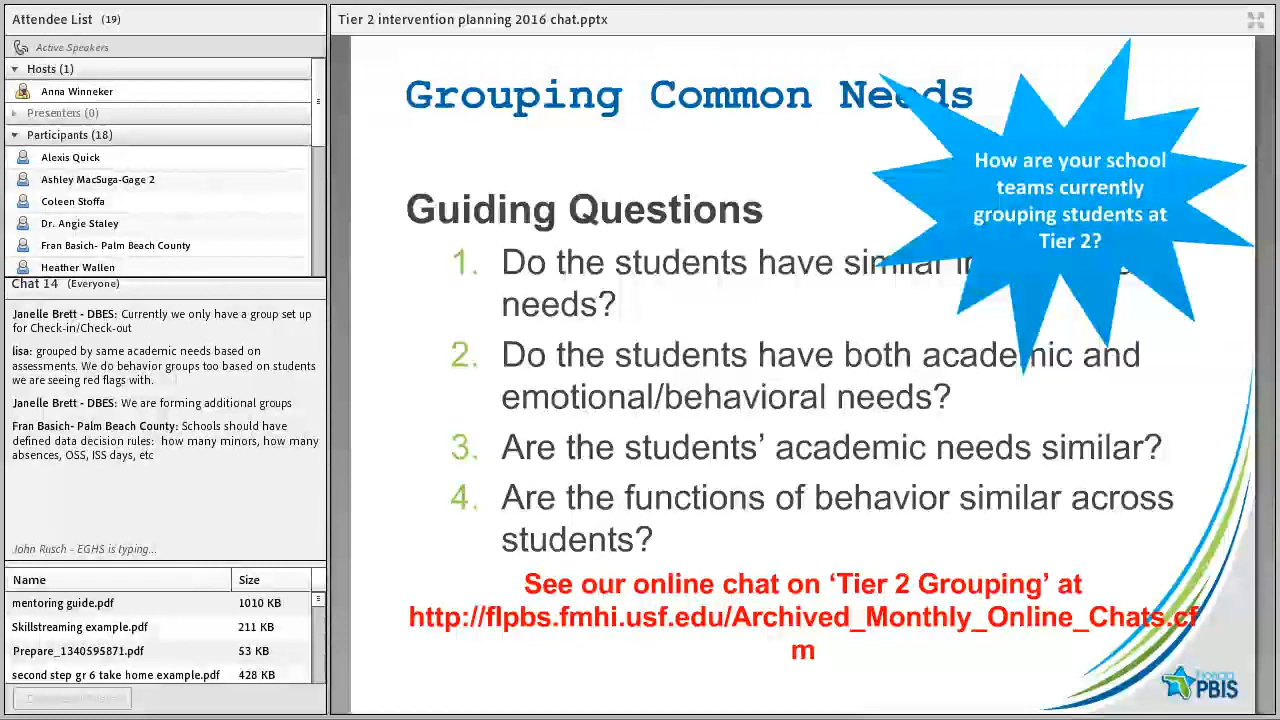 Attendee List (19)
Active Speakers
Hosts (1)
Anna Winneker
Presenters (0)
Participants (18)
Alexis Quick
Ashley MacSuga-Gage 2
Coleen Stoffa
Dr. Angie Staley
Fran Basich- Palm Beach County
Heather Wallen
Chat 14 (Everyone)
Janelle Brett - DBES: Currently we only have a group set up
for Check-in/Check-out
lisa: grouped by same academic needs based on
assessments. We do behavior groups too based on students
we are seeing red flags with.
Janelle Brett - DBES: We are forming additional groups
Fran Basich- Palm Beach County: Schools should have
defined data decision rules: how many minors, how many
absences, OSS, ISS days, etc
John Rusch - EGHS is typing...
Name Size
mentoring guide.pdf 1010 KB
Skillstreaming example.pdf 211 KB
Prepare_1340595871.pdf 53 KB
second step gr 6 take home example.pdf 428 KB
Tier 2 intervention planning 2016 chat.pptx
Grouping Common Needs
How are your school
teams currently
grouping students at
Tier 2?
Guiding Questions
1. Do the students have similar
needs?
2. Do the students have both academic and
emotional/behavioral needs?
3. Are the students’ academic needs similar?
4. Are the functions of behavior similar across
students?
See our online chat on ‘Tier 2 Grouping’ at
http://flpbs.fmhi.usf.edu/Archived_Monthly_Online_Chats.cf
m
Florida
PBIS